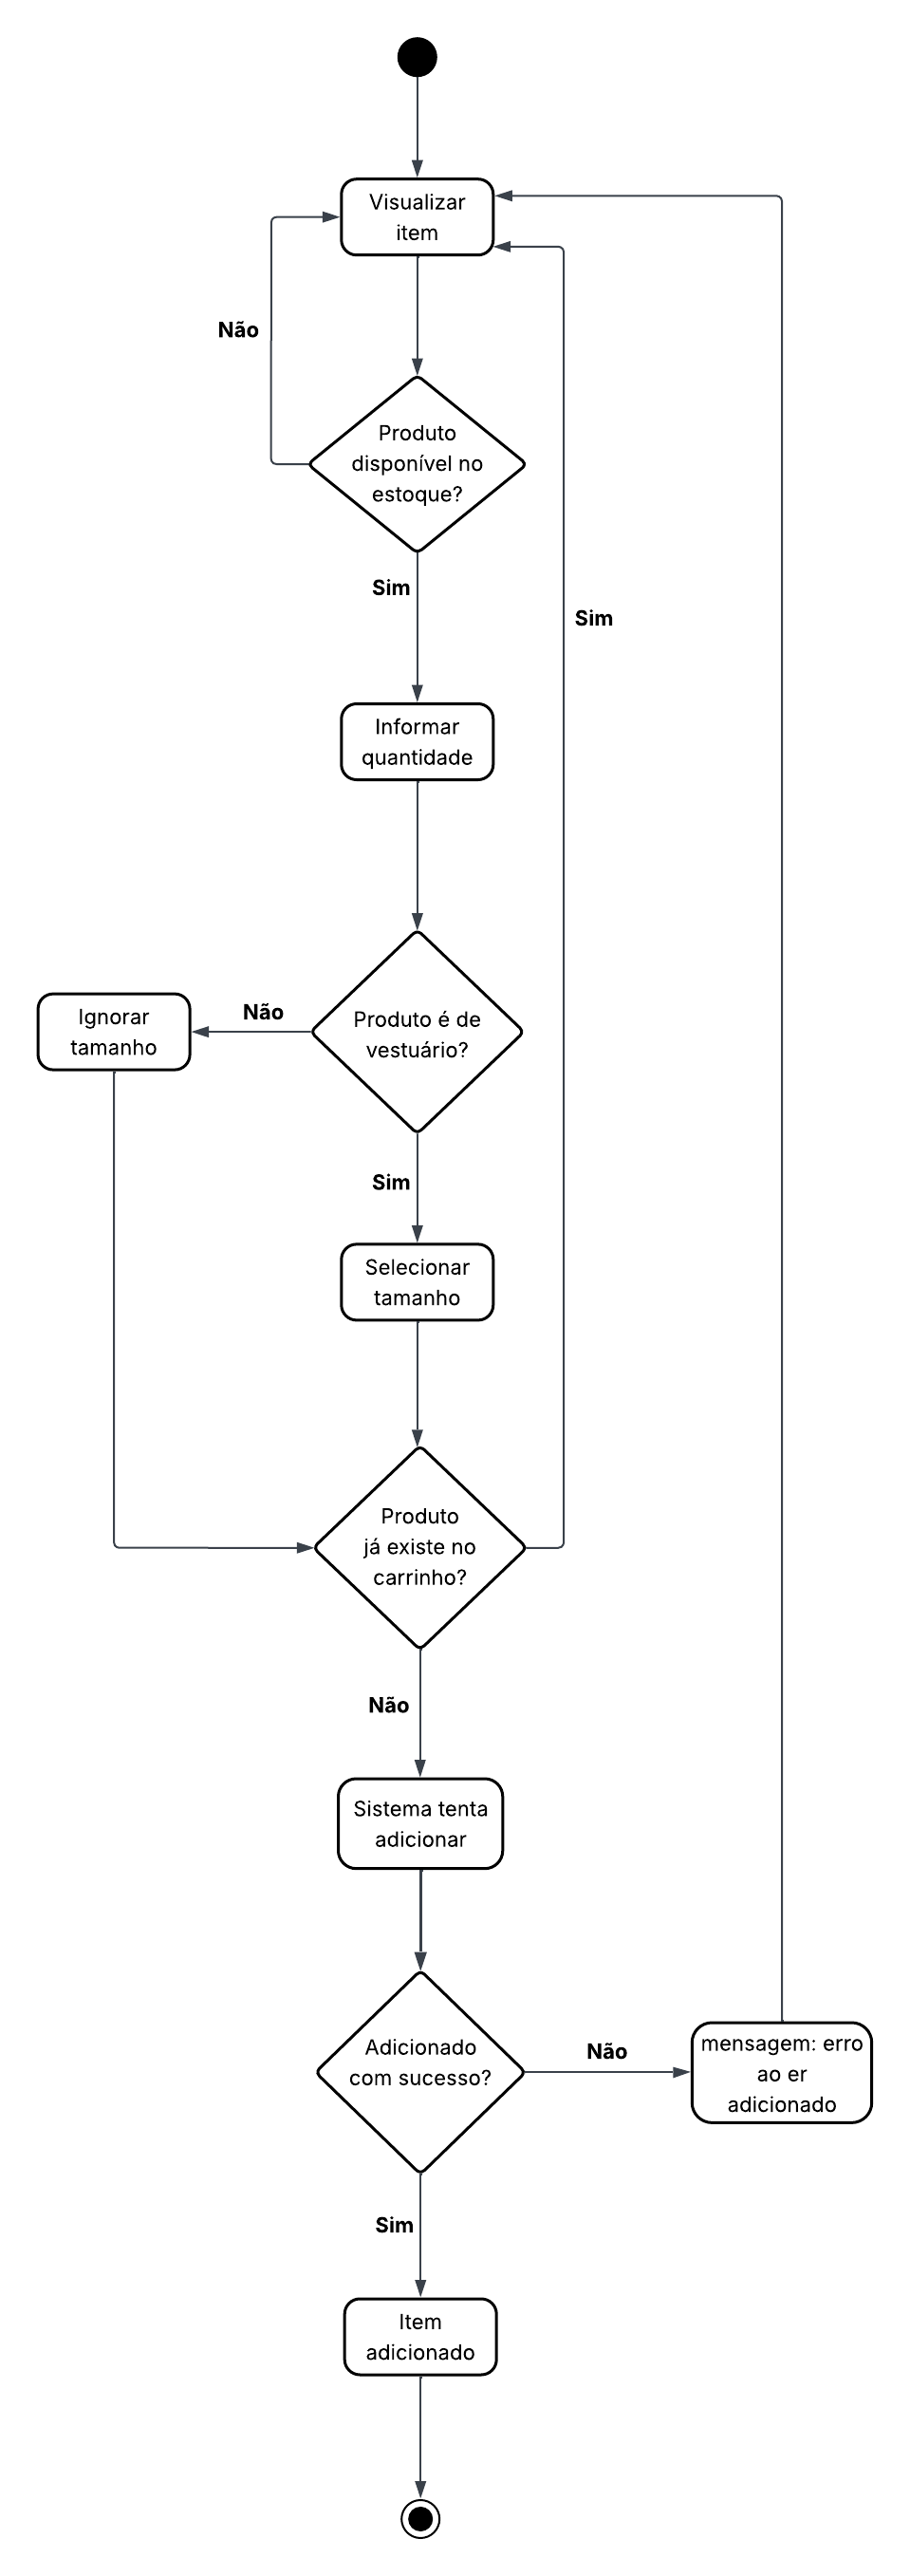 Visualizar
item
Não
Produto
disponível no
estoque?
Sim
Sim
Informar
quantidade
Ignorar
tamanho
Não
Produto é de
vestuário?
Sim
Selecionar
tamanho
Produto
já existe no
carrinho?
Não
Sistema tenta
adicionar
Adicionado
com sucesso?
Não
mensagem: erro
ao er
adicionado
Sim
Item
adicionado